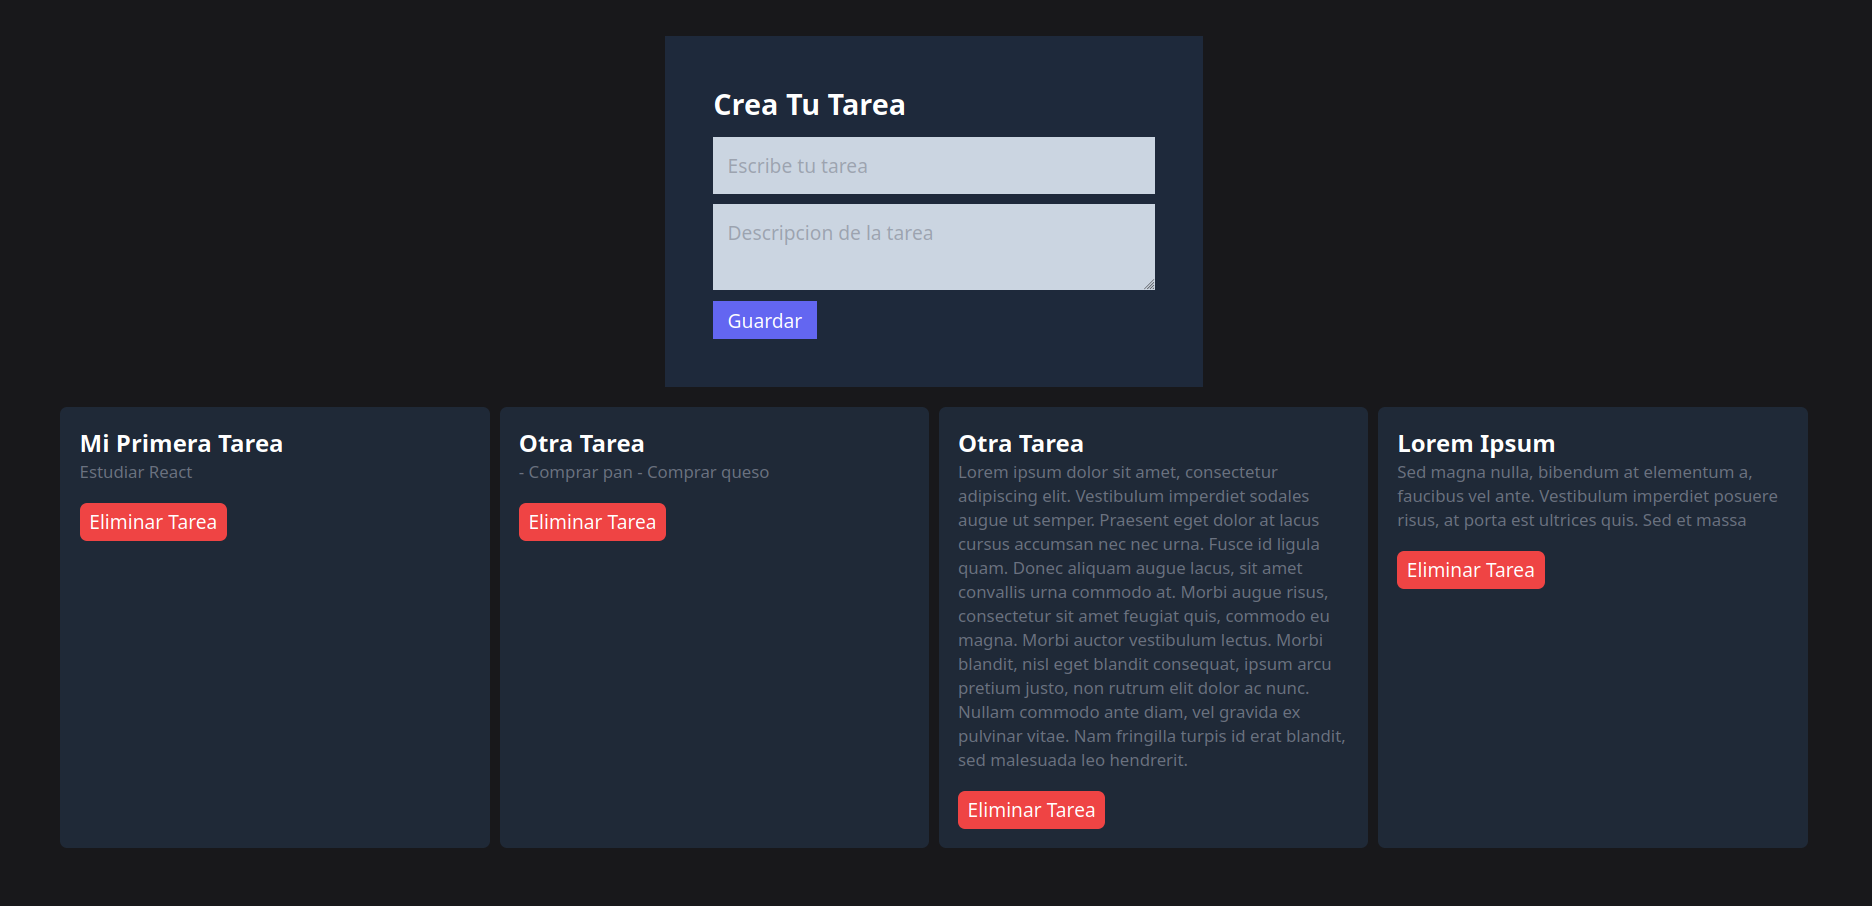 Crea Tu Tarea
Escribe tu tarea
Descripcion de la tarea
Guardar
Mi Primera Tarea
Estudiar React
Eliminar Tarea
Otra Tarea
- Comprar pan - Comprar queso
Eliminar Tarea
Otra Tarea
Lorem ipsum dolor sit amet, consectetur
adipiscing elit. Vestibulum imperdiet sodales
augue ut semper. Praesent eget dolor at lacus
cursus accumsan nec nec urna. Fusce id ligula
quam. Donec aliquam augue lacus, sit amet
convallis urna commodo at. Morbi augue risus,
consectetur sit amet feugiat quis, commodo eu
magna. Morbi auctor vestibulum lectus. Morbi
blandit, nisl eget blandit consequat, ipsum arcu
pretium justo, non rutrum elit dolor ac nunc.
Nullam commodo ante diam, vel gravida ex
pulvinar vitae. Nam fringilla turpis id erat blandit,
sed malesuada leo hendrerit.
Eliminar Tarea
Lorem Ipsum
Sed magna nulla, bibendum at elementum a,
faucibus vel ante. Vestibulum imperdiet posuere
risus, at porta est ultrices quis. Sed et massa
Eliminar Tarea